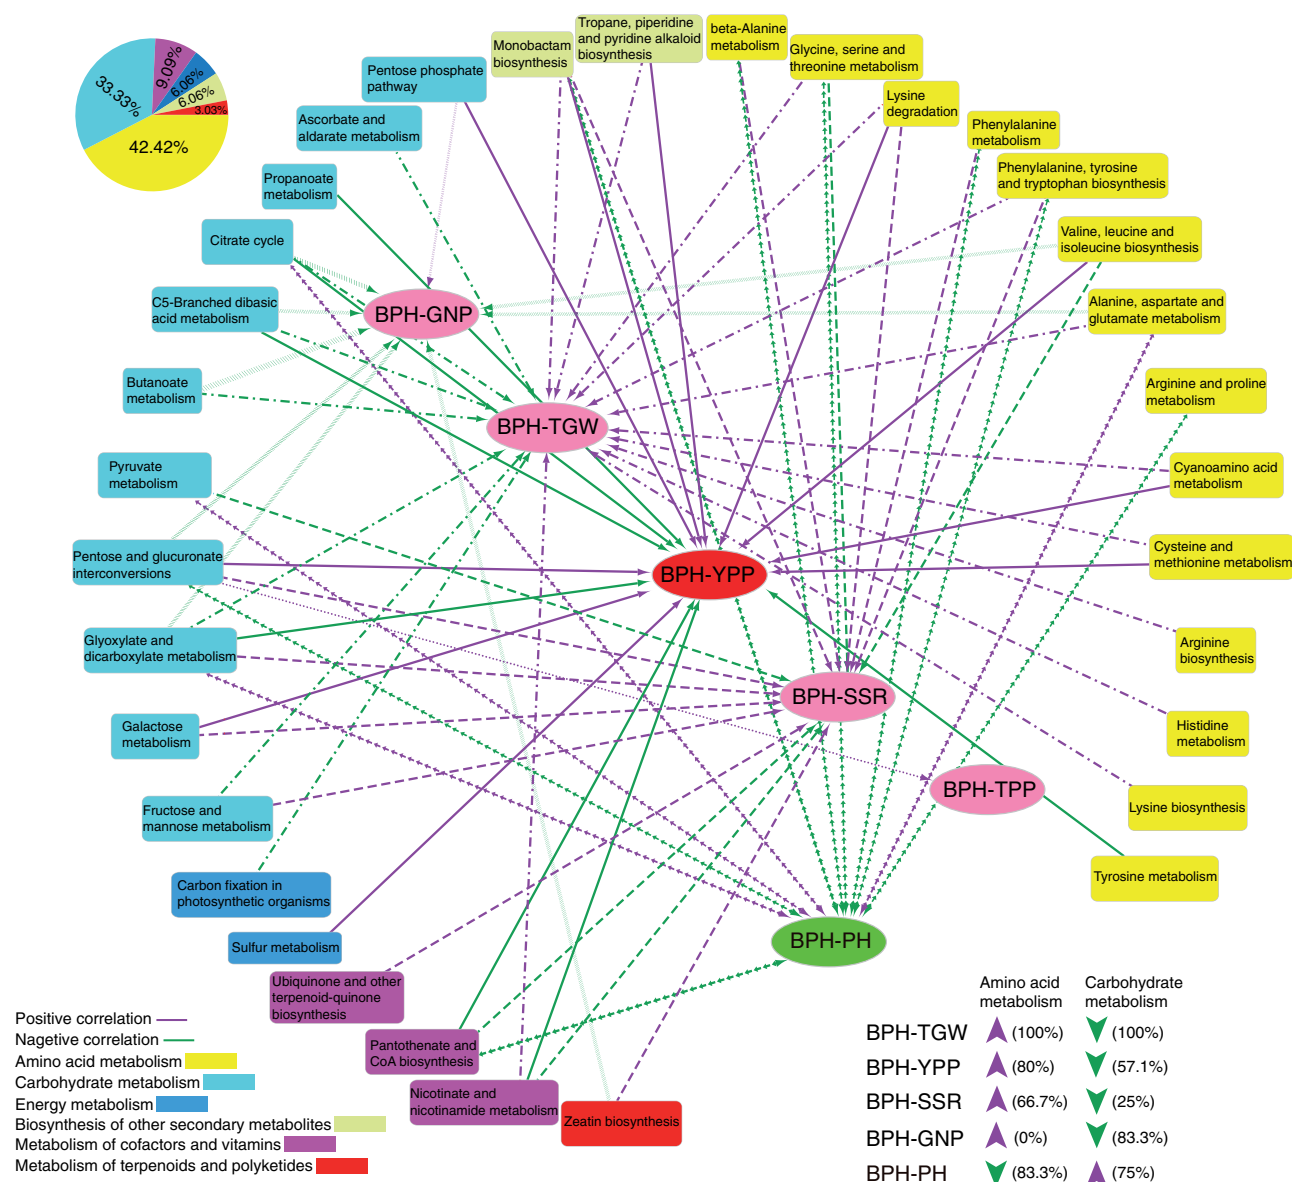 33.33%
9.09%
6.06%
6.06%
3.03%
42.42%
Pentose phosphate
pathway
Monobactam
biosynthesis
Tropane, piperidine
and pyridine alkaloid
biosynthesis
beta-Alanine
metabolism
Glycine, serine and
threonine metabolism
Lysine
degradation
Ascorbate and
aldarate metabolism
Phenylalanine
metabolism
Propanoate
metabolism
Phenylalanine, tyrosine
and tryptophan biosynthesis
Citrate cycle
Valine, leucine and
isoleucine biosynthesis
C5-Branched dibasic
acid metabolism
BPH-GNP
Alanine, aspartate and
glutamate metabolism
Butanoate
metabolism
Arginine and proline
metabolism
BPH-TGW
Pyruvate
metabolism
Cyanoamino acid
metabolism
Pentose and glucuronate
interconversions
BPH-YPP
Cysteine and
methionine metabolism
Glyoxylate and
dicarboxylate metabolism
Arginine
biosynthesis
BPH-SSR
Galactose
metabolism
Histidine
metabolism
BPH-TPP
Fructose and
mannose metabolism
Lysine biosynthesis
Carbon fixation in
photosynthetic organisms
Tyrosine metabolism
Sulfur metabolism
BPH-PH
Ubiquinone and other
terpenoid-quinone
biosynthesis
Pantothenate and
CoA biosynthesis
Nicotinate and
nicotinamide metabolism
Zeatin biosynthesis
Positive correlation
Nagetive correlation
Amino acid metabolism
Carbohydrate metabolism
Energy metabolism
Biosynthesis of other secondary metabolites
Metabolism of cofactors and vitamins
Metabolism of terpenoids and polyketides
Amino acid
metabolism
Carbohydrate
metabolism
BPH-TGW (100%) (100%)
BPH-YPP (80%) (57.1%)
BPH-SSR (66.7%) (25%)
BPH-GNP (0%) (83.3%)
BPH-PH (83.3%) (75%)